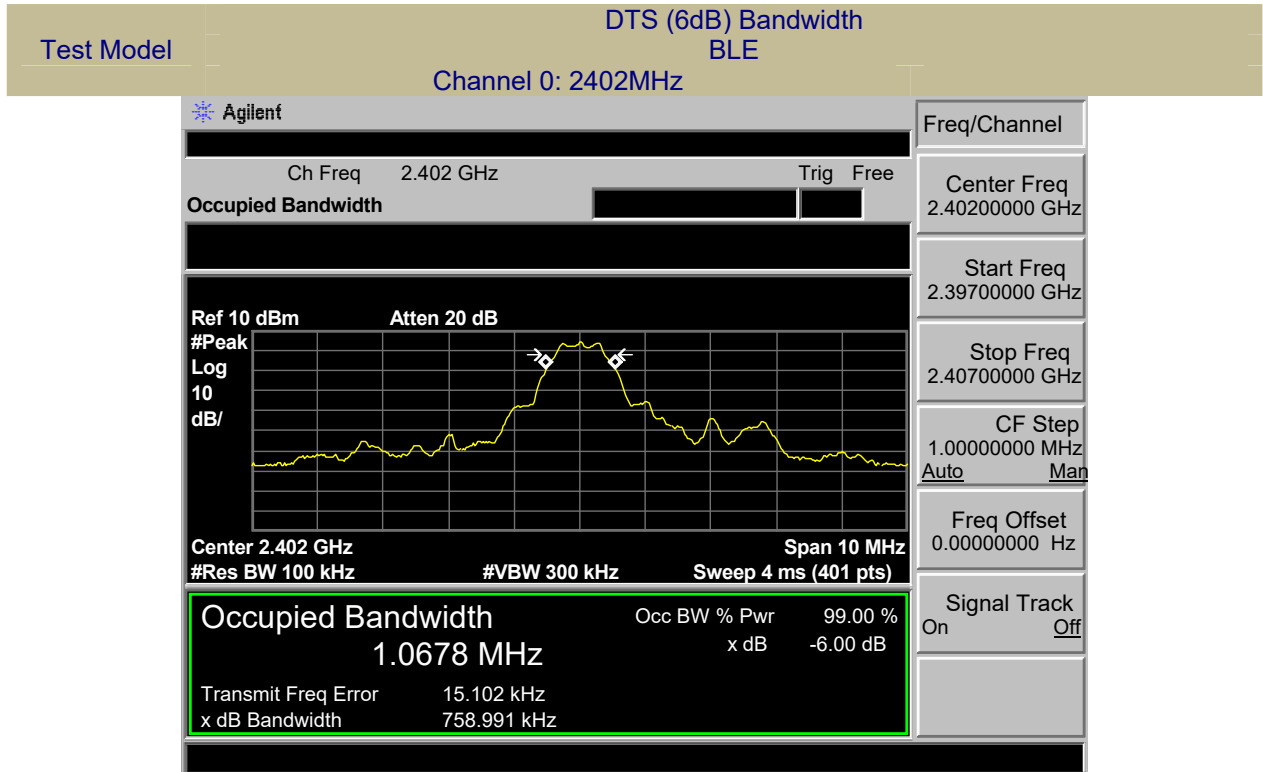 DTS (6dB) Bandwidth
Test Model
BLE
Channel 0: 2402MHz
Agilent
Freq/Channel
Ch Freq 2.402 GHz Trig Free
Occupied Bandwidth
Center Freq
2.40200000 GHz
Start Freq
2.39700000 GHz
Stop Freq
2.40700000 GHz
CF Step
1.00000000 MHz
Auto Man
Freq Offset
0.00000000 Hz
Signal Track
On Off
Ref 10 dBm Atten 20 dB
#Peak
Log
10
dB/
Center 2.402 GHz Span 10 MHz
#Res BW 100 kHz #VBW 300 kHz Sweep 4 ms (401 pts)
Occupied Bandwidth
1.0678 MHz
Occ BW % Pwr 99.00 %
x dB -6.00 dB
Transmit Freq Error 15.102 kHz
x dB Bandwidth 758.991 kHz